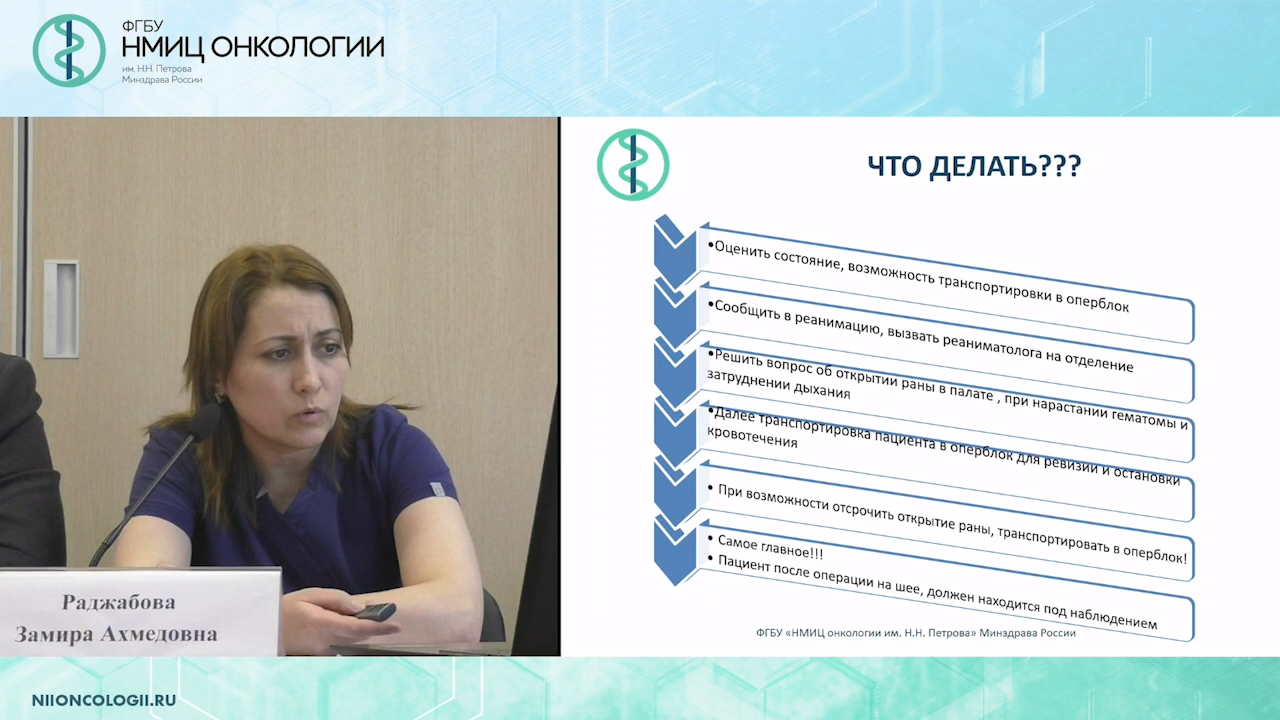 ФГБУ
НМИЦ ОНКОЛОГИИ
им. Н.Н. Петрова
Минздрава России
ЧТО ДЕЛАТЬ???
•Оценить состояние, возможность транспортировки в оперблок
•Сообщить в реанимацию, вызвать реаниматолога на отделение
•Решить вопрос об открытии раны в палате , при нарастании гематомы и
затруднении дыхания
•Далее транспортировка пациента в оперблок для ревизии и остановки
кровотечения
• При возможности отсрочить открытие раны, транспортировать в оперблок!
• Самое главное!!!
• Пациент после операции на шее, должен находится под наблюдением
ФГБУ «НМИЦ онкологии им. Н.Н. Петрова» Минздрава России
Раджабова
Замира Ахмедовна
NIIONCOLOGII.RU